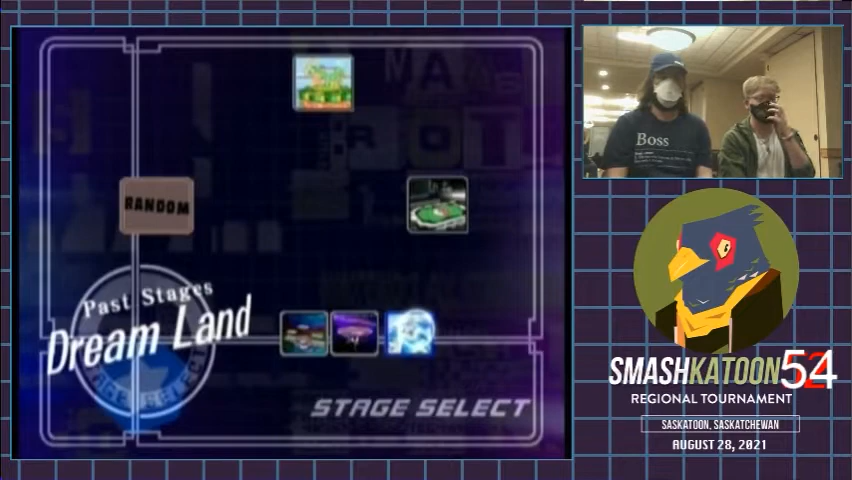 RANDOM
Past Stages
Dream Land
STAGE SELECT
Boss
SMASHKATOON54
REGIONAL TOURNAMENT
SASKATOON, SASKATCHEWAN
AUGUST 28, 2021